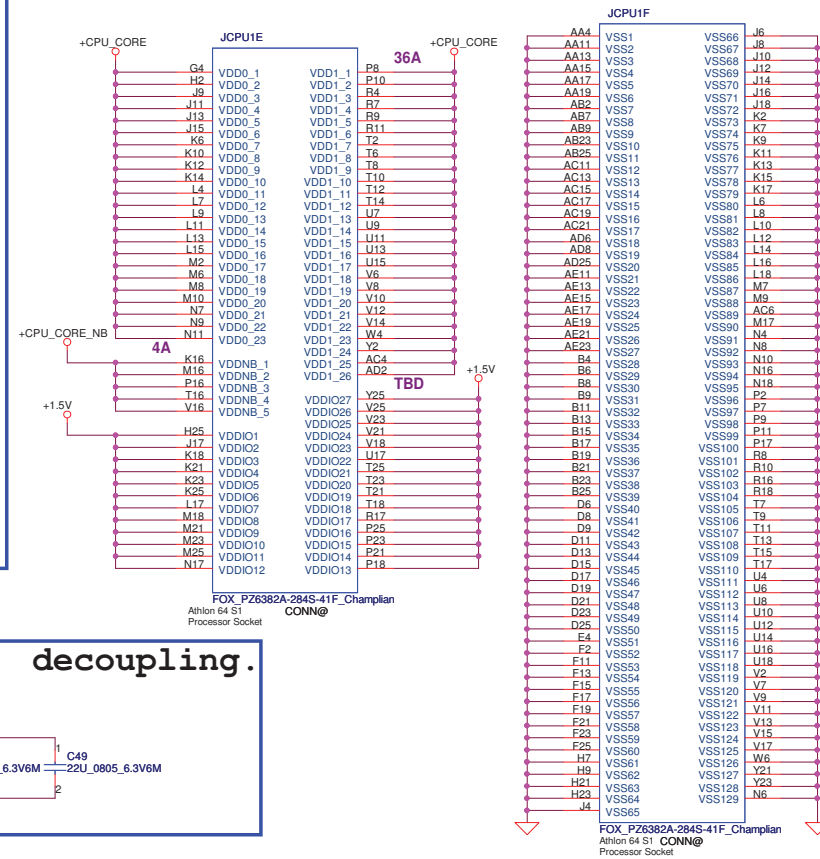 JCPU1E
+CPU_CORE
+CPU_CORE
36A
G4 VDD0_1 VDD1_1 P8
H2 VDD0_2 VDD1_2 P10
J9 VDD0_3 VDD1_3 R4
J11 VDD0_4 VDD1_4 R7
J13 VDD0_5 VDD1_5 R9
J15 VDD0_6 VDD1_6 R11
K6 VDD0_7 VDD1_7 T2
K10 VDD0_8 VDD1_8 T6
K12 VDD0_9 VDD1_9 T8
K14 VDD0_10 VDD1_10 T10
L4 VDD0_11 VDD1_11 T12
L7 VDD0_12 VDD1_12 T14
L9 VDD0_13 VDD1_13 U7
L11 VDD0_14 VDD1_14 U9
L13 VDD0_15 VDD1_15 U11
L15 VDD0_16 VDD1_16 U13
M2 VDD0_17 VDD1_17 U15
M6 VDD0_18 VDD1_18 V6
M8 VDD0_19 VDD1_19 V8
M10 VDD0_20 VDD1_20 V10
N7 VDD0_21 VDD1_21 V12
N9 VDD0_22 VDD1_22 V14
N11 VDD0_23 VDD1_23 W4
VDD1_24 Y2
+CPU_CORE_NB
4A
K16 VDDNB_1 VDD1_25 AC4
M16 VDDNB_2 VDD1_26 AD2
P16 VDDNB_3
T16 VDDNB_4
V16 VDDNB_5
TBD
+1.5V
+1.5V
VDDIO27 Y25
VDDIO26 V25
VDDIO25 V23
H25 VDDIO1 VDDIO24 V21
J17 VDDIO2 VDDIO23 V18
K18 VDDIO3 VDDIO22 U17
K21 VDDIO4 VDDIO21 T25
K23 VDDIO5 VDDIO20 T23
K25 VDDIO6 VDDIO19 T21
L17 VDDIO7 VDDIO18 T18
M18 VDDIO8 VDDIO17 R17
M21 VDDIO9 VDDIO16 P25
M23 VDDIO10 VDDIO15 P23
M25 VDDIO11 VDDIO14 P21
N17 VDDIO12 VDDIO13 P18
FOX_PZ6382A-284S-41F_Champlian
Athlon 64 S1 CONN@
Processor Socket
decoupling.
1
C49
_6.3V6M 22U_0805_6.3V6M
2
JCPU1F
AA4 VSS1 VSS66 J6
AA11 VSS2 VSS67 J8
AA13 VSS3 VSS68 J10
AA15 VSS4 VSS69 J12
AA17 VSS5 VSS70 J14
AA19 VSS6 VSS71 J16
AB2 VSS7 VSS72 J18
AB7 VSS8 VSS73 K2
AB9 VSS9 VSS74 K7
AB23 VSS10 VSS75 K9
AB25 VSS11 VSS76 K11
AC11 VSS12 VSS77 K13
AC13 VSS13 VSS78 K15
AC15 VSS14 VSS79 K17
AC17 VSS15 VSS80 L6
AC19 VSS16 VSS81 L8
AC21 VSS17 VSS82 L10
AD6 VSS18 VSS83 L12
AD8 VSS19 VSS84 L14
AD25 VSS20 VSS85 L16
AE11 VSS21 VSS86 L18
AE13 VSS22 VSS87 M7
AE15 VSS23 VSS88 M9
AE17 VSS24 VSS89 AC6
AE19 VSS25 VSS90 M17
AE21 VSS26 VSS91 N4
AE23 VSS27 VSS92 N8
B4 VSS28 VSS93 N10
B6 VSS29 VSS94 N16
B8 VSS30 VSS95 N18
B9 VSS31 VSS96 P2
B11 VSS32 VSS97 P7
B13 VSS33 VSS98 P9
B15 VSS34 VSS99 P11
B17 VSS35 VSS100 P17
B19 VSS36 VSS101 R8
B21 VSS37 VSS102 R10
B23 VSS38 VSS103 R16
B25 VSS39 VSS104 R18
D6 VSS40 VSS105 T7
D8 VSS41 VSS106 T9
D9 VSS42 VSS107 T11
D11 VSS43 VSS108 T13
D13 VSS44 VSS109 T15
D15 VSS45 VSS110 T17
D17 VSS46 VSS111 U4
D19 VSS47 VSS112 U6
D21 VSS48 VSS113 U8
D23 VSS49 VSS114 U10
D25 VSS50 VSS115 U12
E4 VSS51 VSS116 U14
F2 VSS52 VSS117 U16
F11 VSS53 VSS118 U18
F13 VSS54 VSS119 V2
F15 VSS55 VSS120 V7
F17 VSS56 VSS121 V9
F19 VSS57 VSS122 V11
F21 VSS58 VSS123 V13
F23 VSS59 VSS124 V15
F25 VSS60 VSS125 V17
H7 VSS61 VSS126 W6
H9 VSS62 VSS127 Y21
H21 VSS63 VSS128 Y23
H23 VSS64 VSS129 N6
J4 VSS65
FOX_PZ6382A-284S-41F_Champlian
Athlon 64 S1 CONN@
Processor Socket